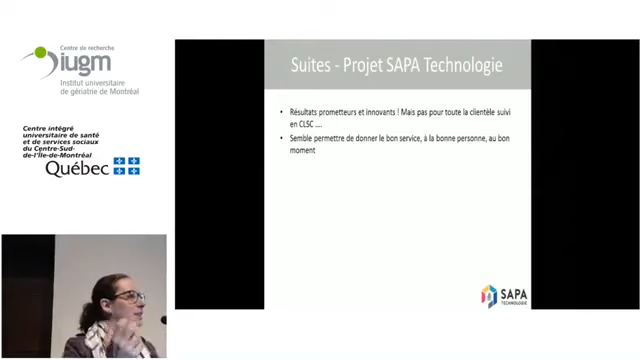 Centre de recherche
iugm
Institut universitaire
de gériatrie de Montréal
Centre intégré
universitaire de santé
et de services sociaux
du Centre-Sud-
de-l'Île-de-Montréal
Québec
Suites - Projet SAPA Technologie
• Résultats prometteurs et innovants ! Mais pas pour toute la clientèle suivi
en CLSC ....
• Semble permettre de donner le bon service, à la bonne personne, au bon
moment
SAPA
TECHNOLOGIE